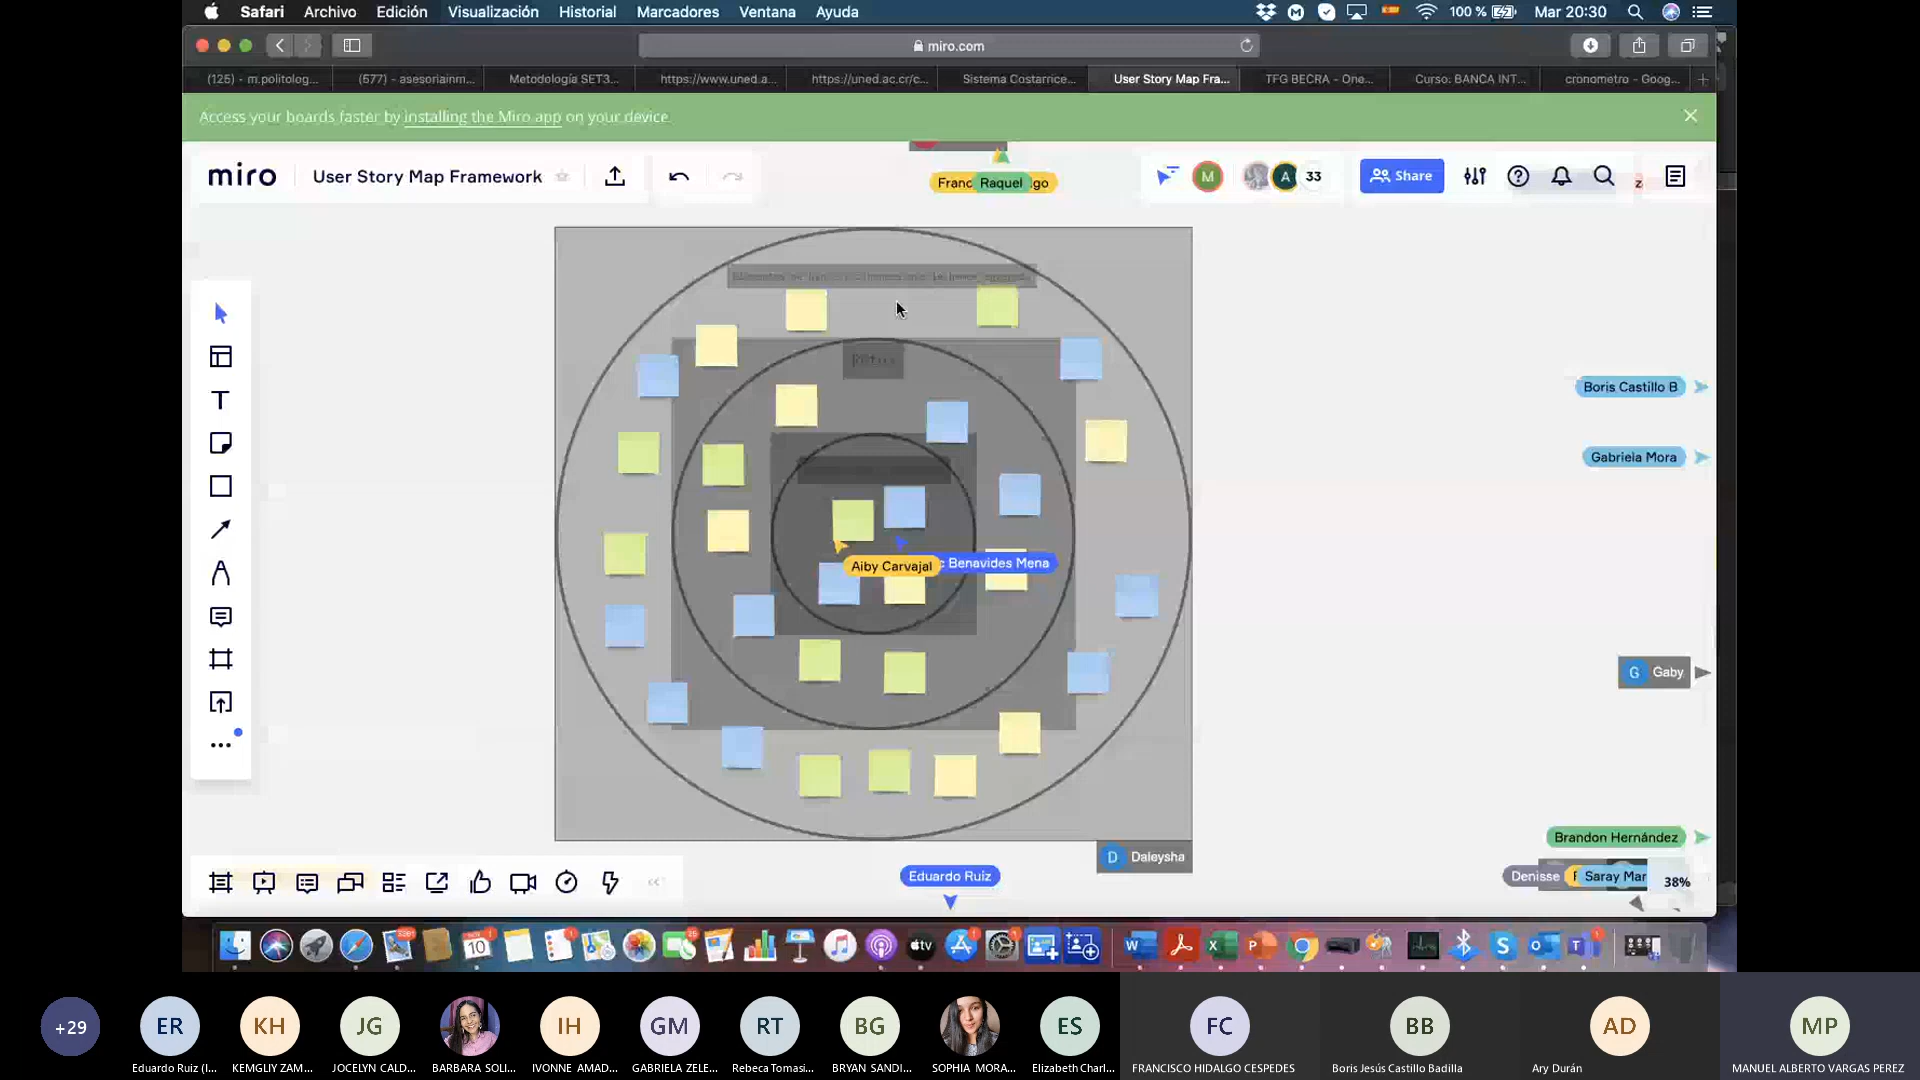 Safari Archivo Edición Visualización Historial Marcadores Ventana Ayuda 100 % Mar 20:30
miro.com
(125) - m.politolog... (577) - asesoriainm... Metodología SET3... https://www.uned.a... https://uned.ac.cr/c... Sistema Costarrice... User Story Map Fra... TFG BECRA - One... Curso: BANCA INT... cronometro - Goog...
Access your boards faster by installing the Miro app on your device
miro User Story Map Framework Franc Raquel lgo M A 33 Share
Boris Castillo B
Gabriela Mora
Aiby Carvajal c Benavides Mena
G Gaby
Brandon Hernández
D Daleysha
Eduardo Ruiz Denisse F Saray Mar 38%
NOV 10 tv W X P S O T
+29 ER KH JG IH GM RT BG ES FC BB AD MP
Eduardo Ruiz (I... KEMGLIY ZAM... JOCELYN CALD... BARBARA SOLI... IVONNE AMAD... GABRIELA ZELE... Rebeca Tomasi... BRYAN SANDI... SOPHIA MORA... Elizabeth Charl... FRANCISCO HIDALGO CESPEDES Boris Jesús Castillo Badilla Ary Durán MANUEL ALBERTO VARGAS PEREZ